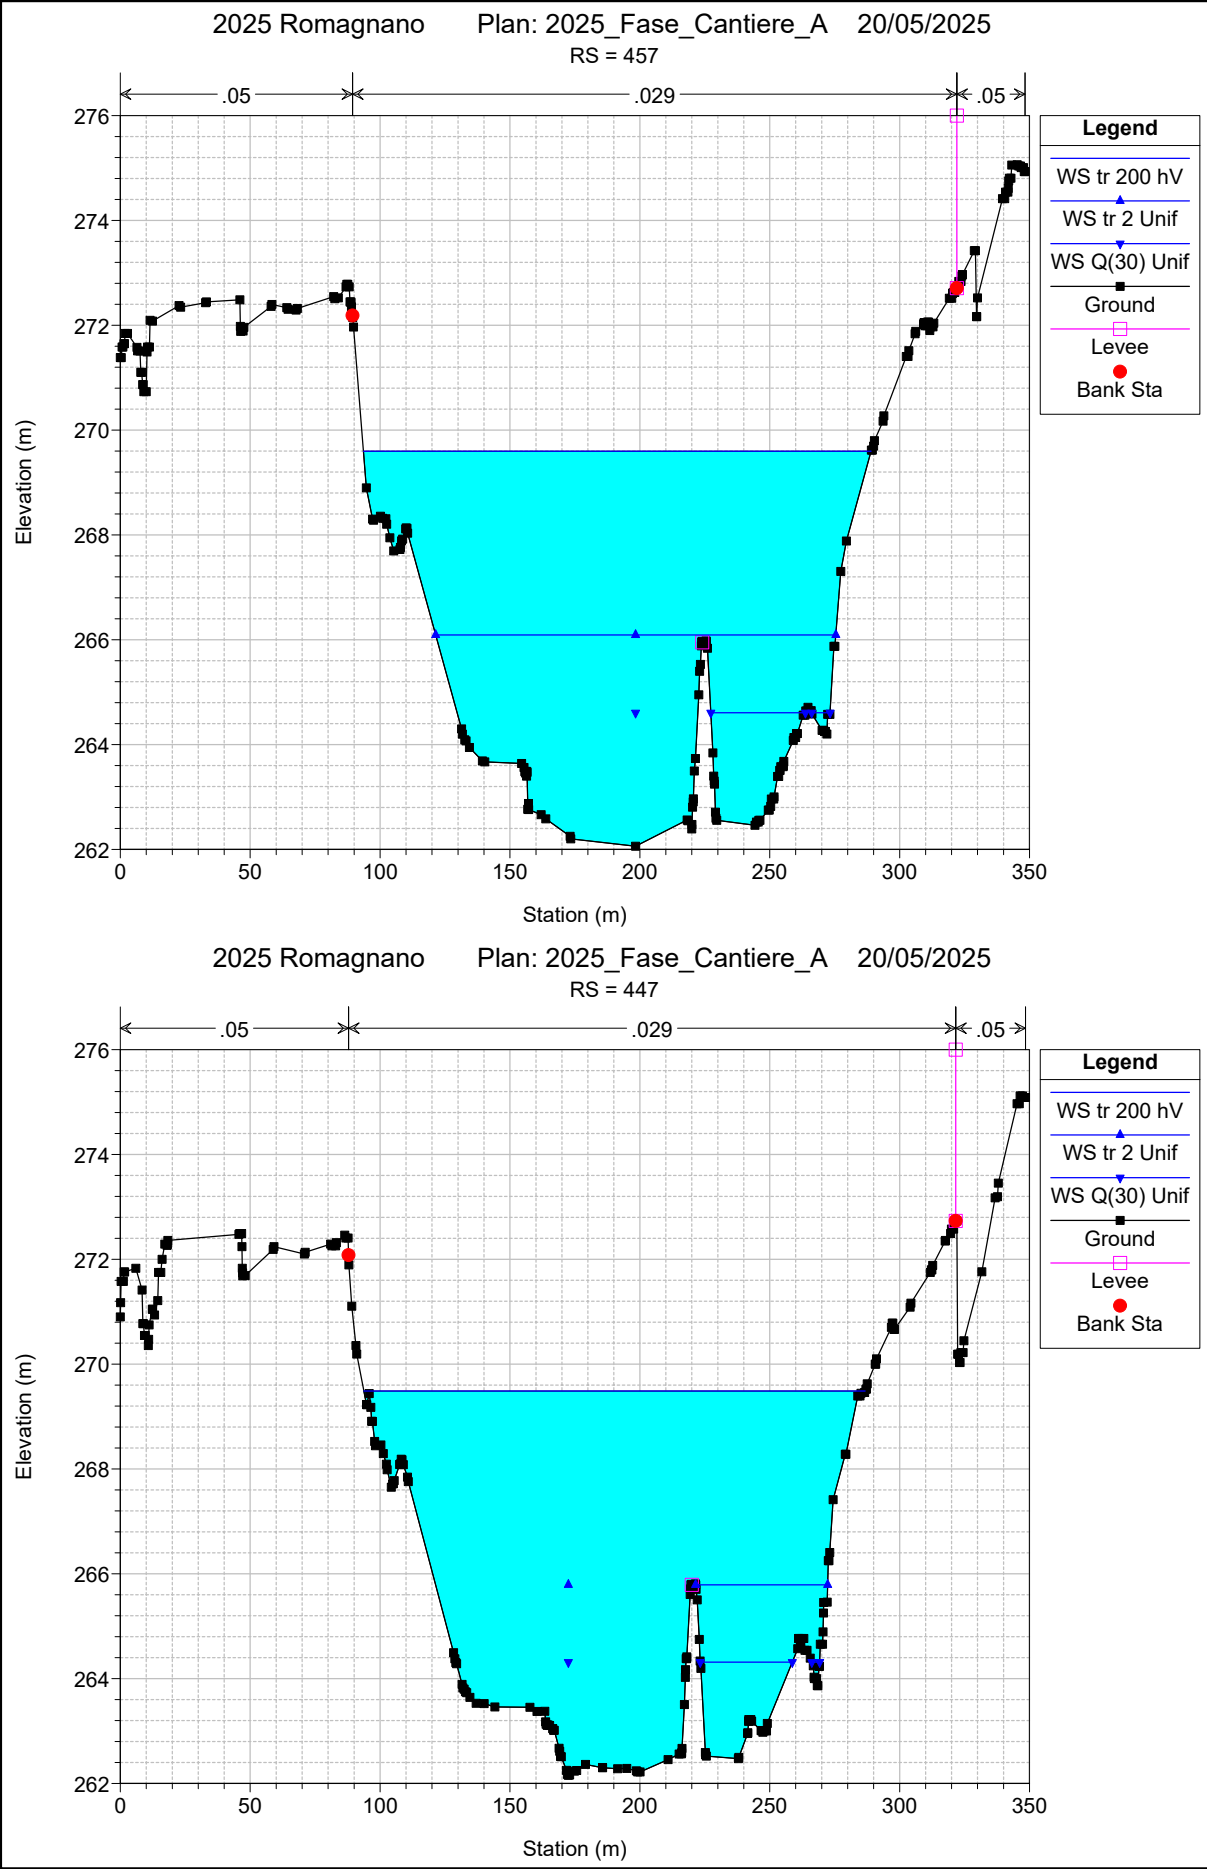 2025 Romagnano Plan: 2025_Fase_Cantiere_A 20/05/2025
RS = 457
.05 .029 .05
Legend
WS tr 200 hV
WS tr 2 Unif
WS Q(30) Unif
Ground
Levee
Bank Sta
276
274
272
270
268
266
264
262
Elevation (m)
0 50 100 150 200 250 300 350
Station (m)
2025 Romagnano Plan: 2025_Fase_Cantiere_A 20/05/2025
RS = 447
.05 .029 .05
Legend
WS tr 200 hV
WS tr 2 Unif
WS Q(30) Unif
Ground
Levee
Bank Sta
276
274
272
270
268
266
264
262
Elevation (m)
0 50 100 150 200 250 300 350
Station (m)